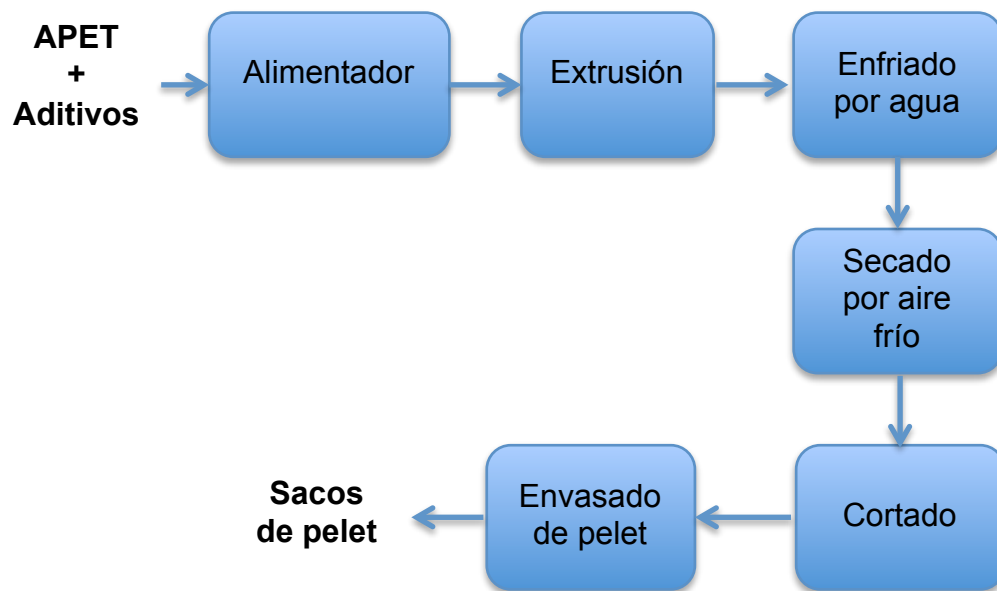 APET
+
Aditivos
Alimentador
Extrusión
Enfriado
por agua
Secado
por aire
frío
Cortado
Envasado
de pelet
Sacos
de pelet